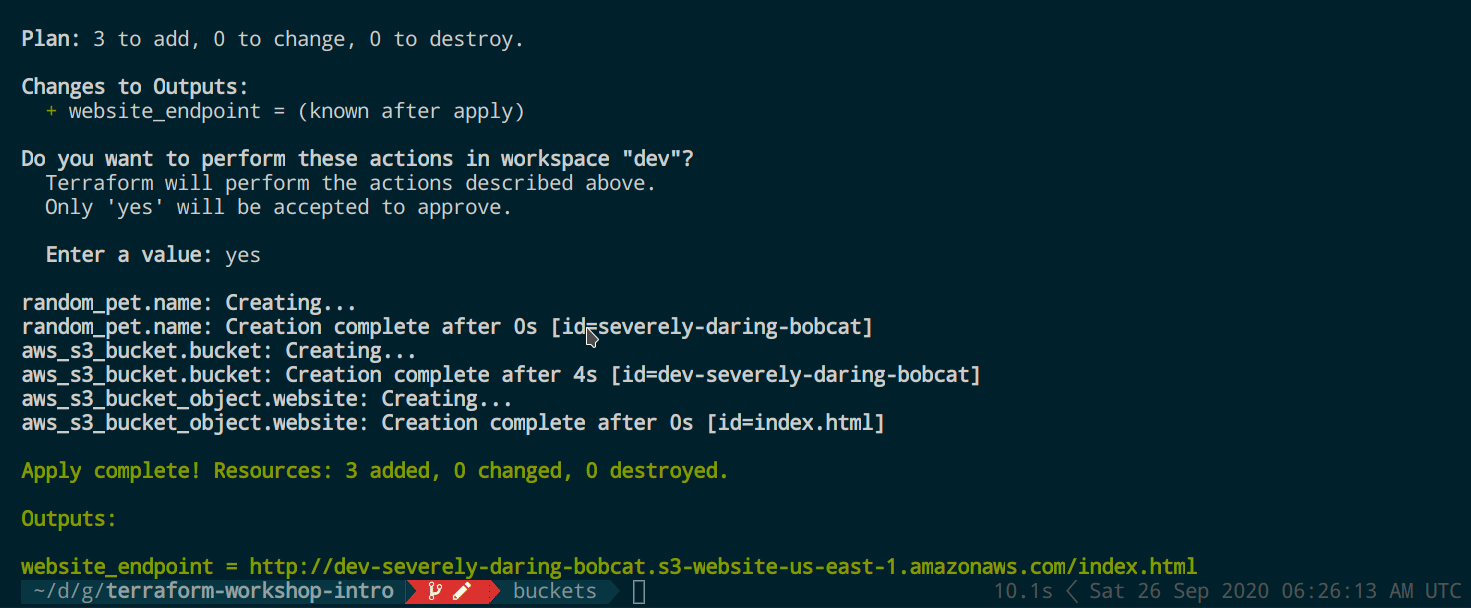 Plan: 3 to add, 0 to change, 0 to destroy.
Changes to Outputs:
+ website_endpoint = (known after apply)
Do you want to perform these actions in workspace "dev"?
Terraform will perform the actions described above.
Only 'yes' will be accepted to approve.
Enter a value: yes
random_pet.name: Creating...
random_pet.name: Creation complete after 0s [id=severely-daring-bobcat]
aws_s3_bucket.bucket: Creating...
aws_s3_bucket.bucket: Creation complete after 4s [id=dev-severely-daring-bobcat]
aws_s3_bucket_object.website: Creating...
aws_s3_bucket_object.website: Creation complete after 0s [id=index.html]
Apply complete! Resources: 3 added, 0 changed, 0 destroyed.
Outputs:
website_endpoint = http://dev-severely-daring-bobcat.s3-website-us-east-1.amazonaws.com/index.html
~/d/g/terraform-workshop-intro buckets 10.1s Sat 26 Sep 2020 06:26:13 AM UTC